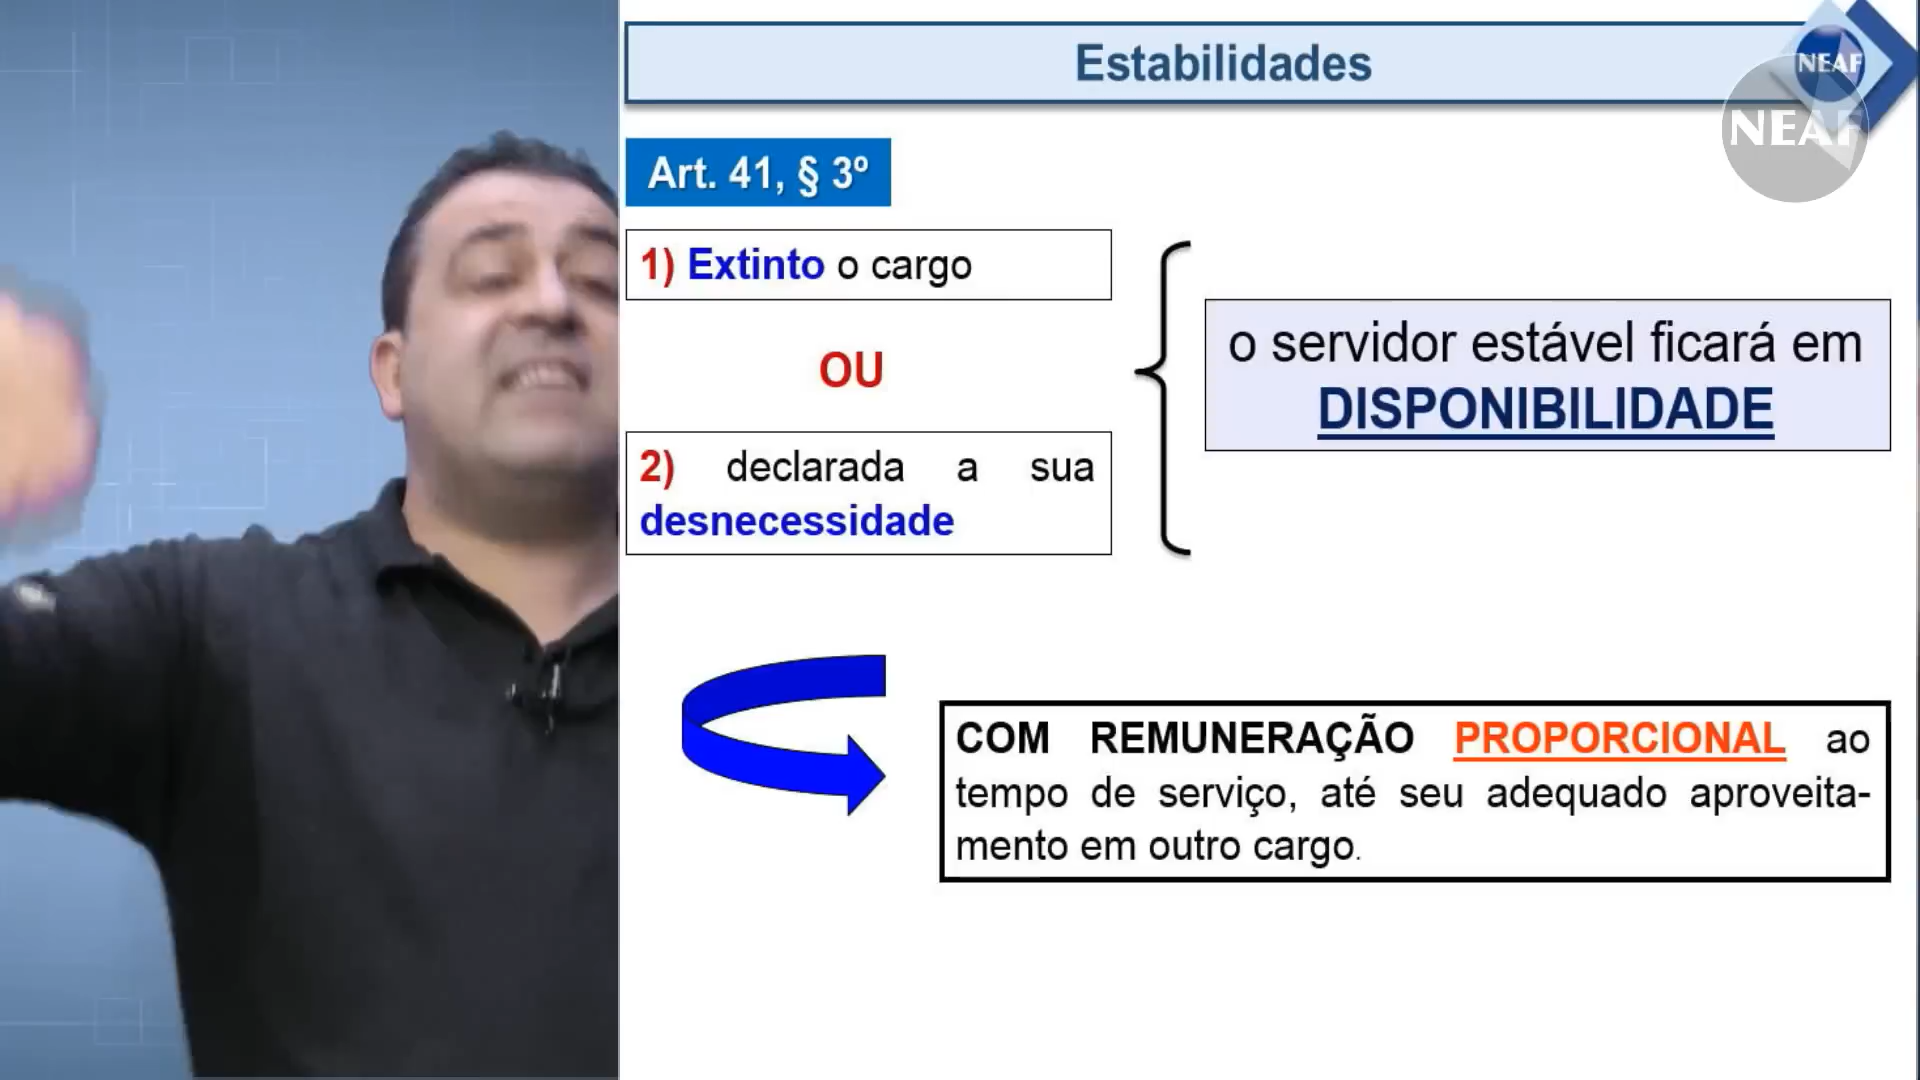 Estabilidades
NEAF
NEAF
Art. 41, § 3º
1) Extinto o cargo
OU
2) declarada a sua
desnecessidade
o servidor estável ficará em
DISPONIBILIDADE
COM REMUNERAÇÃO PROPORCIONAL ao
tempo de serviço, até seu adequado aproveita-
mento em outro cargo.